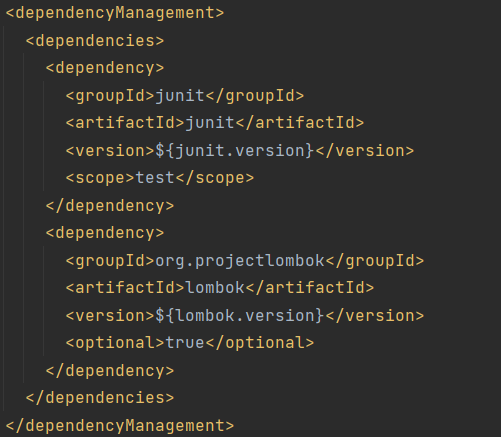 <dependencyManagement>
<dependencies>
<dependency>
<groupId>junit</groupId>
<artifactId>junit</artifactId>
<version>${junit.version}</version>
<scope>test</scope>
</dependency>
<dependency>
<groupId>org.projectlombok</groupId>
<artifactId>lombok</artifactId>
<version>${lombok.version}</version>
<optional>true</optional>
</dependency>
</dependencies>
</dependencyManagement>